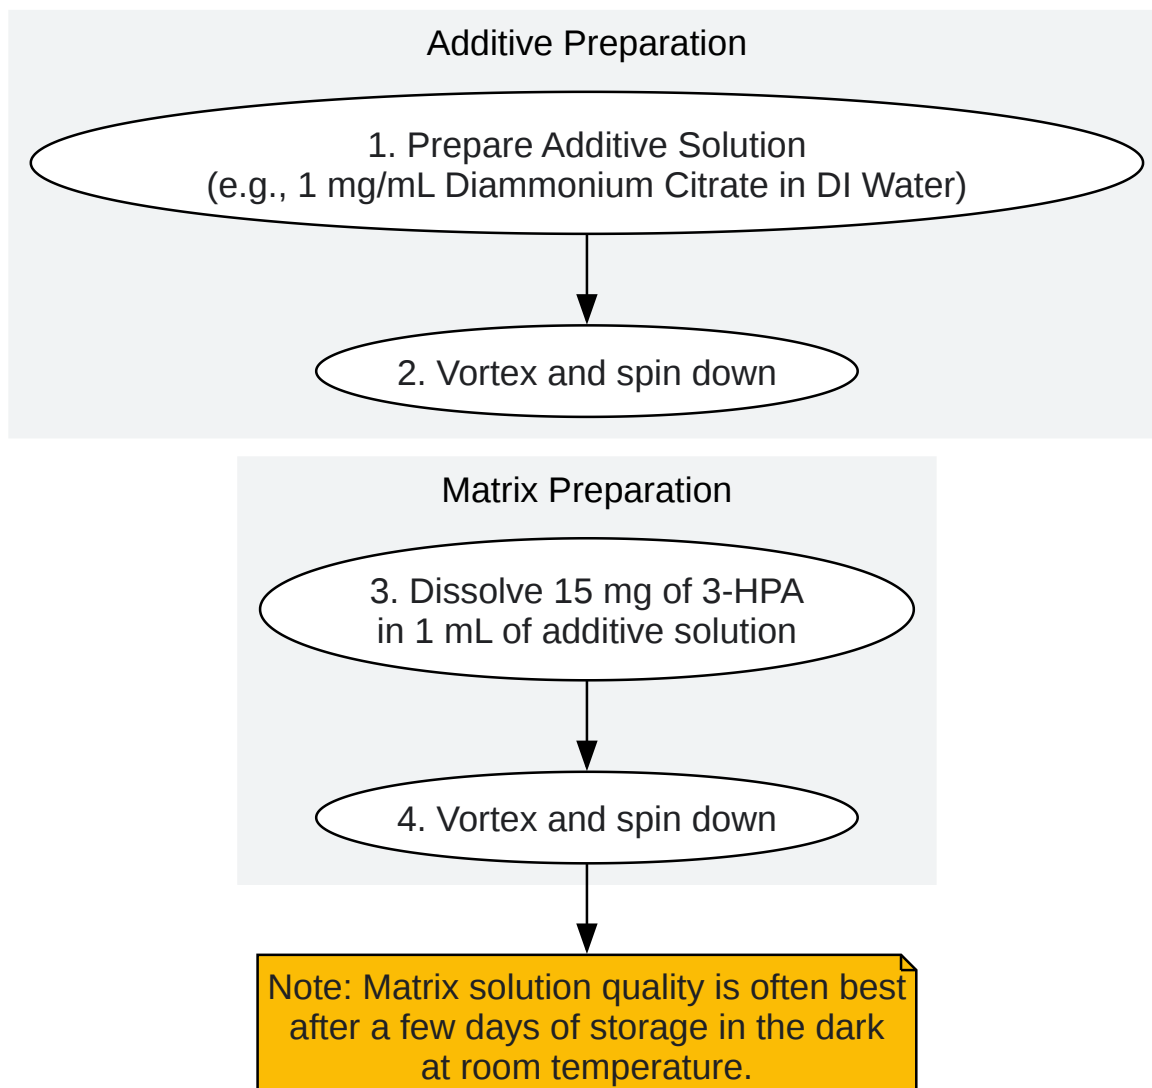 Additive Preparation
1. Prepare Additive Solution
(e.g., 1 mg/mL Diammonium Citrate in DI Water)
2. Vortex and spin down
Matrix Preparation
3. Dissolve 15 mg of 3-HPA
in 1 mL of additive solution
4. Vortex and spin down
Note: Matrix solution quality is often best
after a few days of storage in the dark
at room temperature.